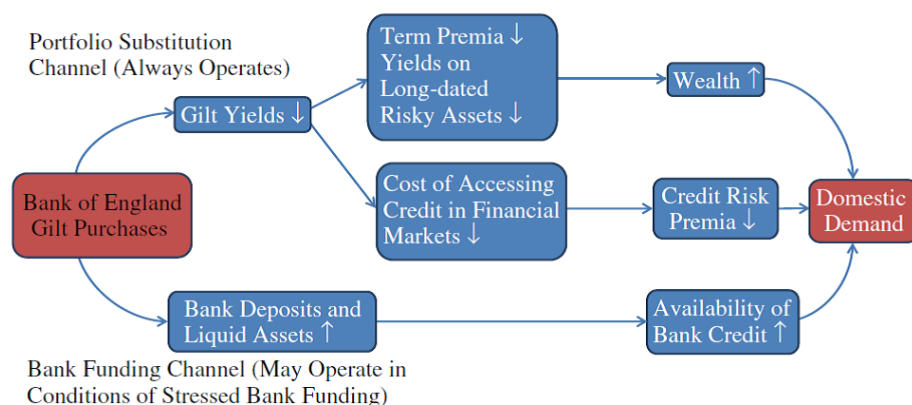 Portfolio Substitution
Channel (Always Operates)
Term Premia ↓
Yields on
Long-dated
Risky Assets ↓
Wealth ↑
Gilt Yields ↓
Bank of England
Gilt Purchases
Cost of Accessing
Credit in Financial
Markets ↓
Credit Risk
Premia ↓
Domestic
Demand
Bank Deposits and
Liquid Assets ↑
Availability of
Bank Credit ↑
Bank Funding Channel (May Operate in
Conditions of Stressed Bank Funding)